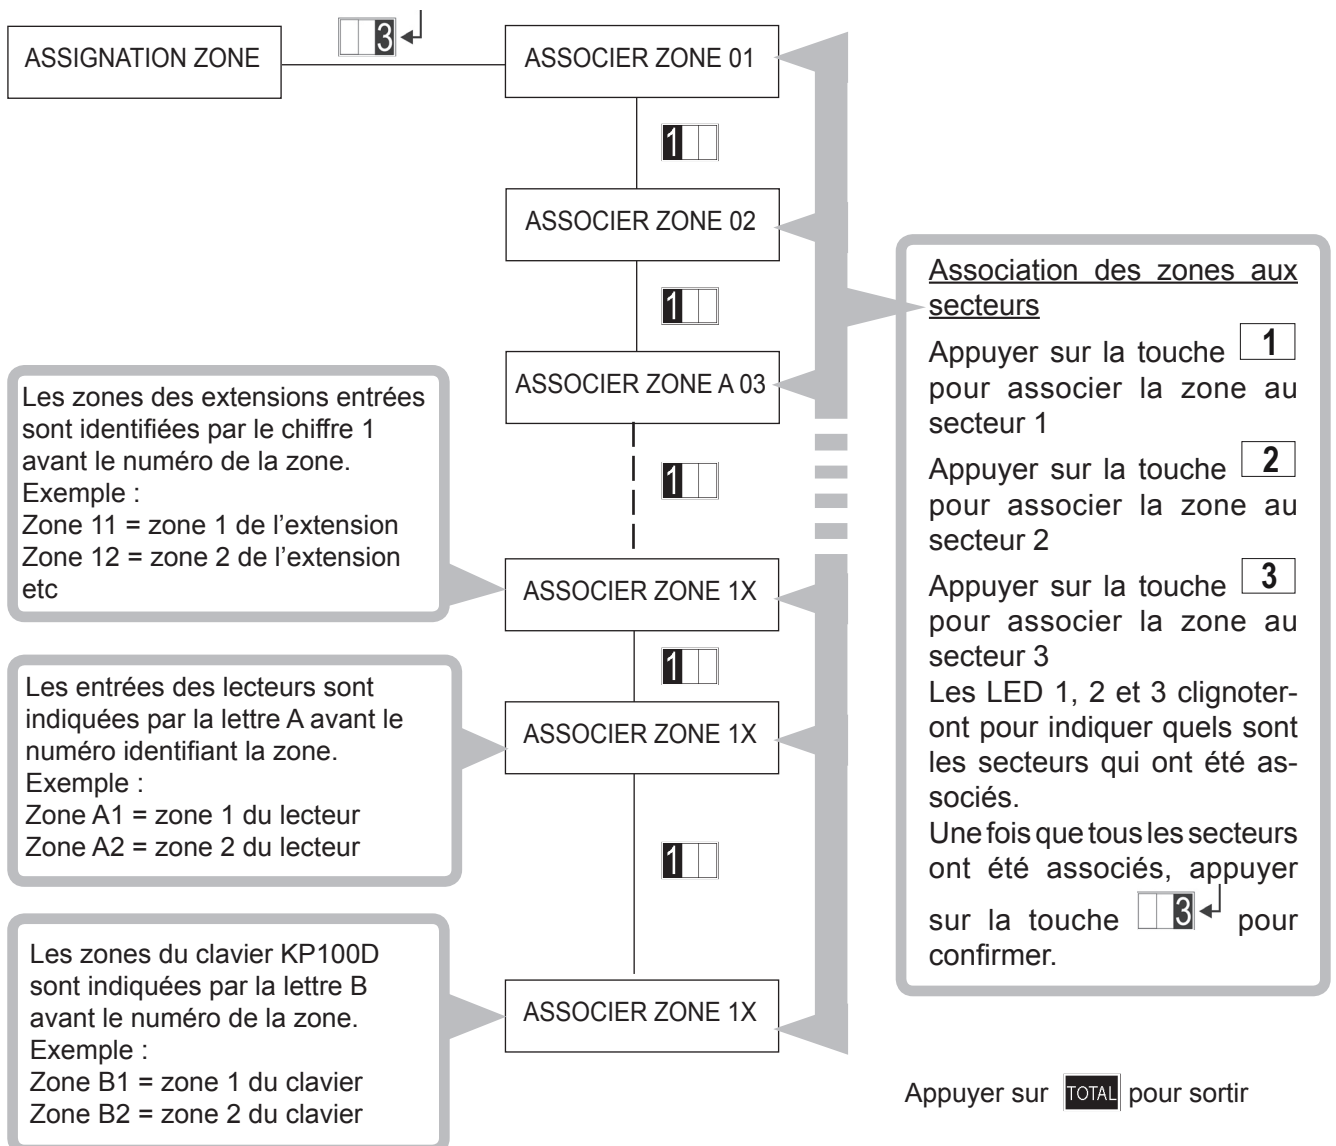 ASSIGNATION ZONE
3
ASSOCIER ZONE 01
1
ASSOCIER ZONE 02
1
ASSOCIER ZONE A 03
1
ASSOCIER ZONE 1X
1
ASSOCIER ZONE 1X
1
ASSOCIER ZONE 1X
Les zones des extensions entrées
sont identifiées par le chiffre 1
avant le numéro de la zone.
Exemple :
Zone 11 = zone 1 de l’extension
Zone 12 = zone 2 de l’extension
etc
Les entrées des lecteurs sont
indiquées par la lettre A avant le
numéro identifiant la zone.
Exemple :
Zone A1 = zone 1 du lecteur
Zone A2 = zone 2 du lecteur
Les zones du clavier KP100D
sont indiquées par la lettre B
avant le numéro de la zone.
Exemple :
Zone B1 = zone 1 du clavier
Zone B2 = zone 2 du clavier
Association des zones aux
secteurs
Appuyer sur la touche 1
pour associer la zone au
secteur 1
Appuyer sur la touche 2
pour associer la zone au
secteur 2
Appuyer sur la touche 3
pour associer la zone au
secteur 3
Les LED 1, 2 et 3 clignoter-
ont pour indiquer quels sont
les secteurs qui ont été as-
sociés.
Une fois que tous les secteurs
ont été associés, appuyer
sur la touche 3 pour
confirmer.
Appuyer sur TOTAL pour sortir